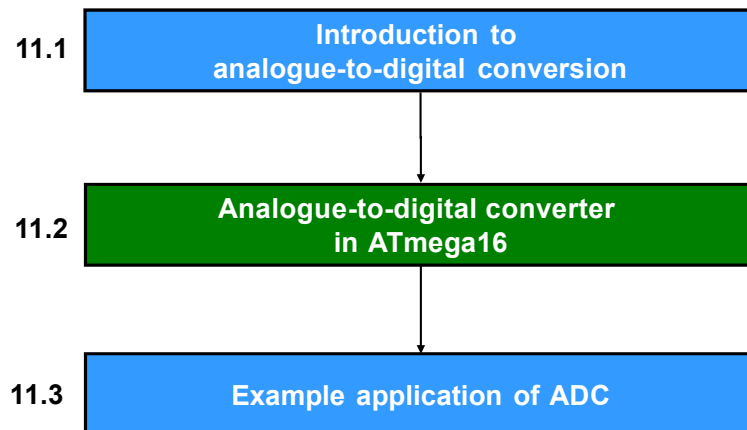 11.1
Introduction to
analogue-to-digital conversion
11.2
Analogue-to-digital converter
in ATmega16
11.3
Example application of ADC